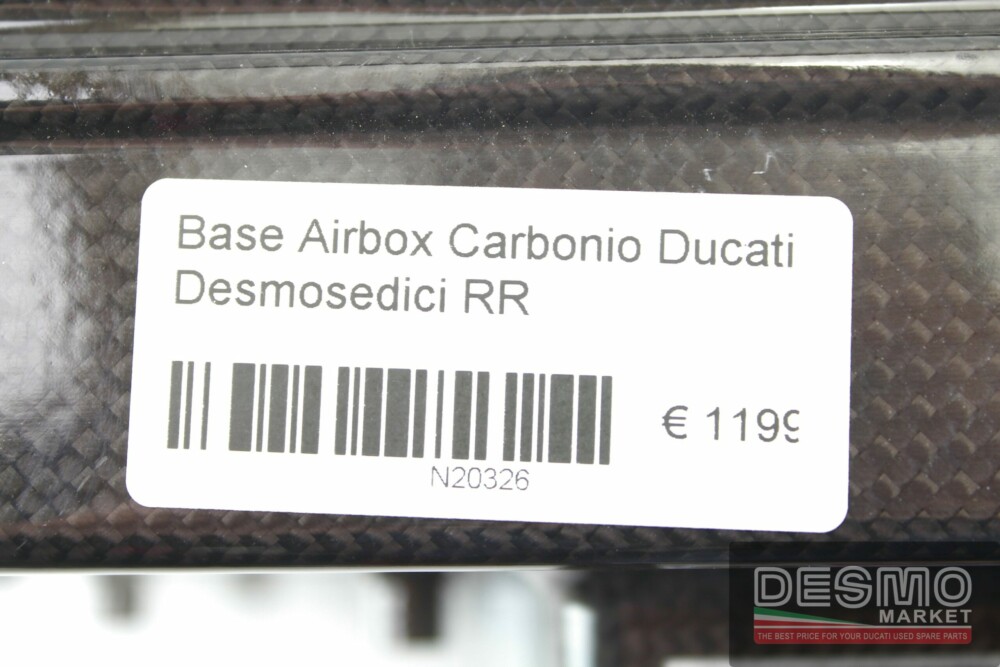 Base Airbox Carbonio Ducati
Desmosedici RR
€ 1199
N20326
DESMO
MARKET
THE BEST PRICE FOR YOUR DUCATI USED SPARE PARTS